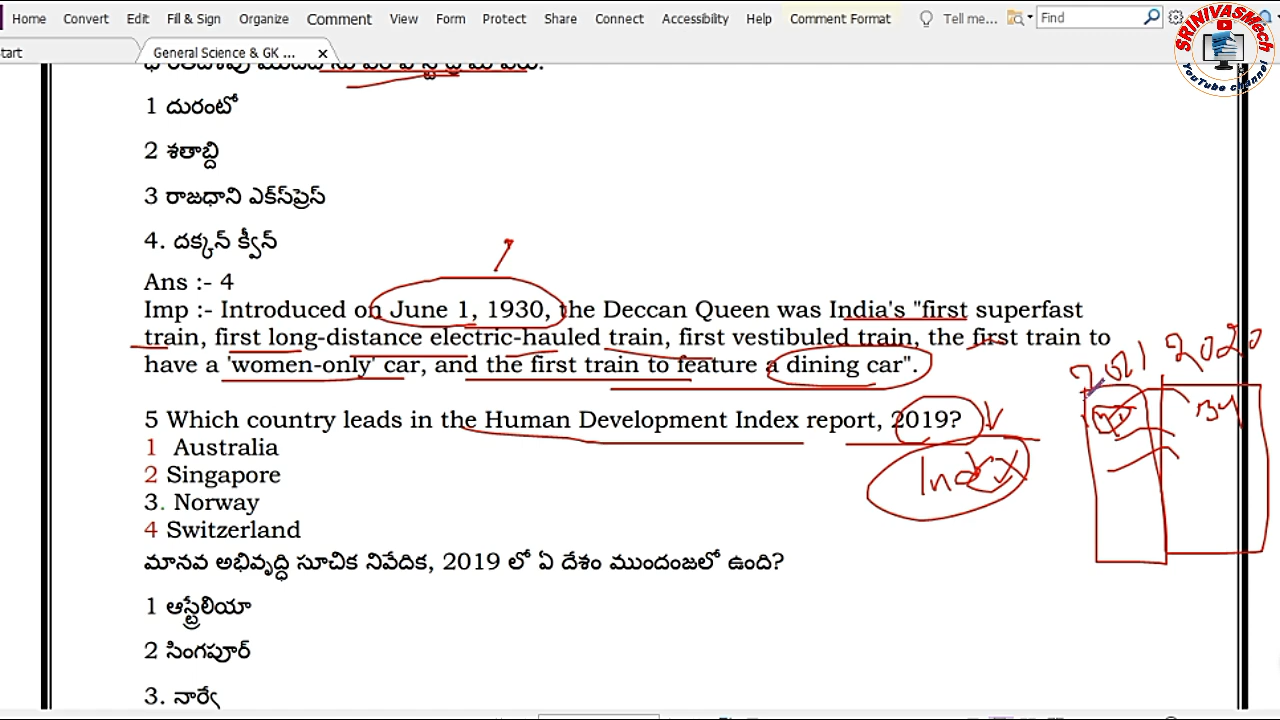 Home Convert Edit Fill & Sign Organize Comment View Form Protect Share Connect Accessibility Help Comment Format Tell me... Find
tart General Science & GK ... ×
SRINIVASMech
YouTube channel
1 దురంటో
2 శతాబ్ది
3 రాజధాని ఎక్స్‌ప్రెస్
4. దక్కన్ క్వీన్
Ans :- 4
Imp :- Introduced on June 1, 1930, the Deccan Queen was India's "first superfast
train, first long-distance electric-hauled train, first vestibuled train, the first train to
have a 'women-only' car, and the first train to feature a dining car".
2021 2020
5 Which country leads in the Human Development Index report, 2019?
Index
1 Australia
2 Singapore
3. Norway
4 Switzerland
మానవ అభివృద్ధి సూచిక నివేదిక, 2019 లో ఏ దేశం ముందంజలో ఉంది?
1 ఆస్ట్రేలియా
2 సింగపూర్
3. నార్వే